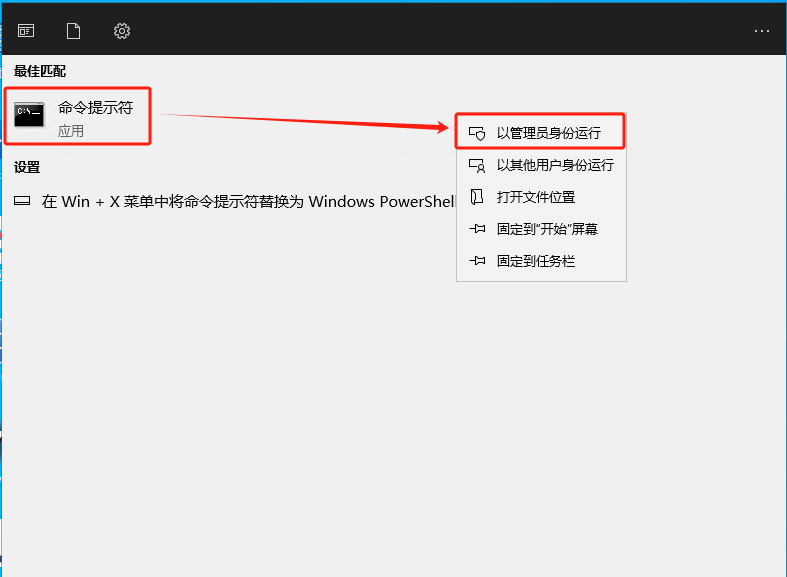 最佳匹配
命令提示符
应用
以管理员身份运行
设置
以其他用户身份运行
在 Win + X 菜单中将命令提示符替换为 Windows PowerShell
打开文件位置
固定到"开始"屏幕
固定到任务栏